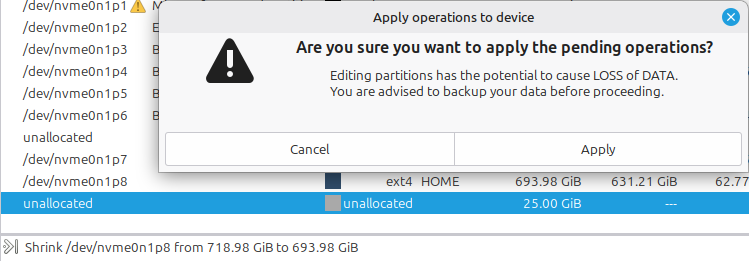 Apply operations to device
Are you sure you want to apply the pending operations?
Editing partitions has the potential to cause LOSS of DATA.
You are advised to backup your data before proceeding.
Cancel Apply
/dev/nvme0n1p1
/dev/nvme0n1p2 E
/dev/nvme0n1p3 B
/dev/nvme0n1p4 B
/dev/nvme0n1p5 B
/dev/nvme0n1p6 B
unallocated
/dev/nvme0n1p7
/dev/nvme0n1p8 ext4 HOME 693.98 GiB 631.21 GiB 62.77
unallocated unallocated 25.00 GiB ---
Shrink /dev/nvme0n1p8 from 718.98 GiB to 693.98 GiB